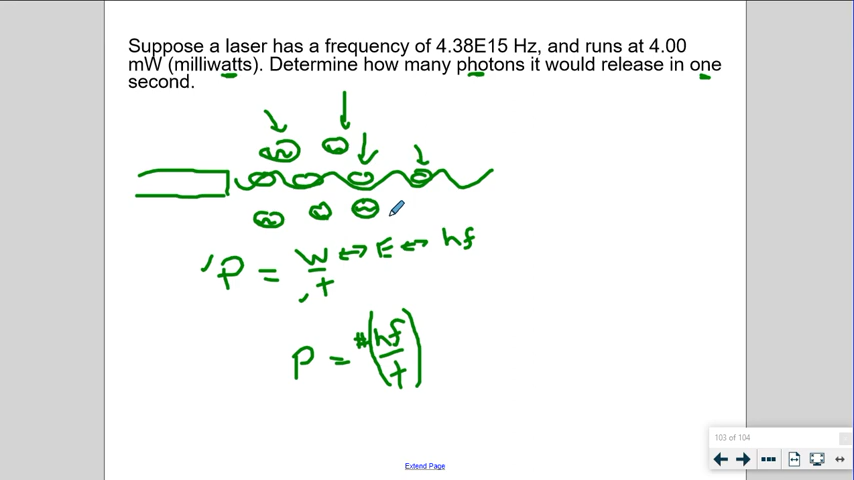 Suppose a laser has a frequency of 4.38E15 Hz, and runs at 4.00
mW (milliwatts). Determine how many photons it would release in one
second.
P = W/t ↔ E ↔ hf
P = #(hf/t)
103 of 104
Extend Page